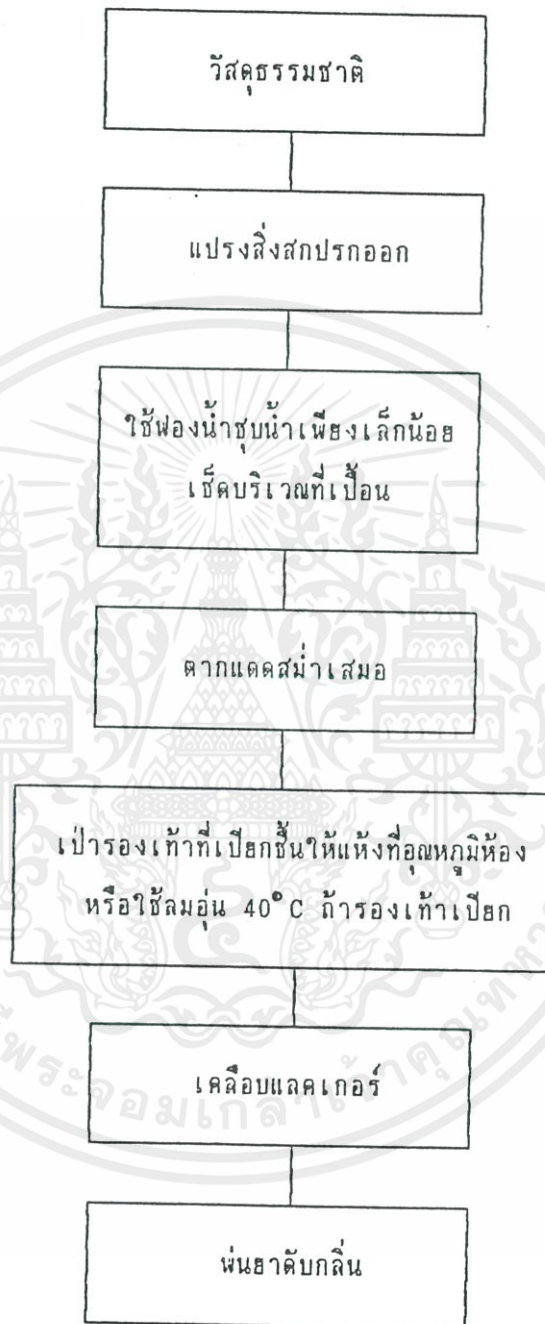 วัสดุธรรมชาติ
แปรงสิ่งสกปรกออก
ใช้ฟองน้ำชุบน้ำเพียงเล็กน้อย
เช็ดบริเวณที่เปื้อน
ตากแดดสม่ำเสมอ
เป่ารองเท้าที่เปียกชื้นให้แห้งที่อุณหภูมิห้อง
หรือใช้ลมอุ่น 40°C ถ้ารองเท้าเปียก
เคลือบแลคเกอร์
พ่นยาดับกลิ่น